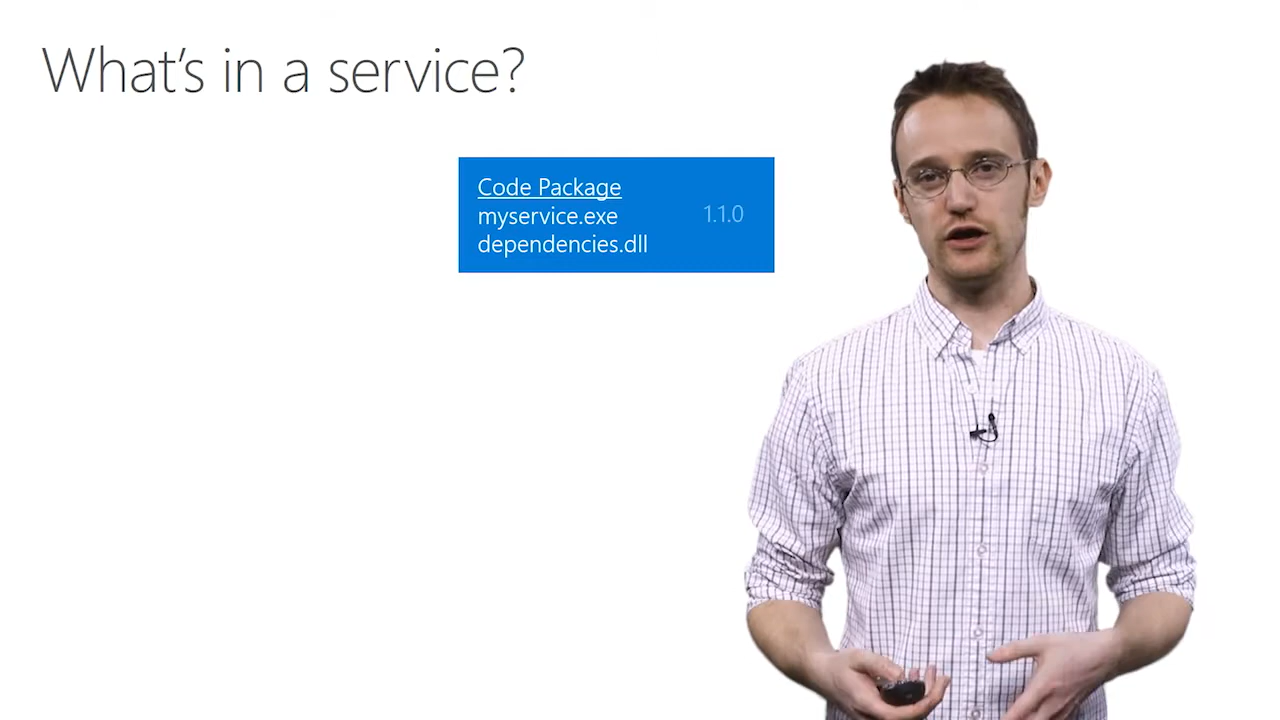 What's in a service?
Code Package
myservice.exe 1.1.0
dependencies.dll